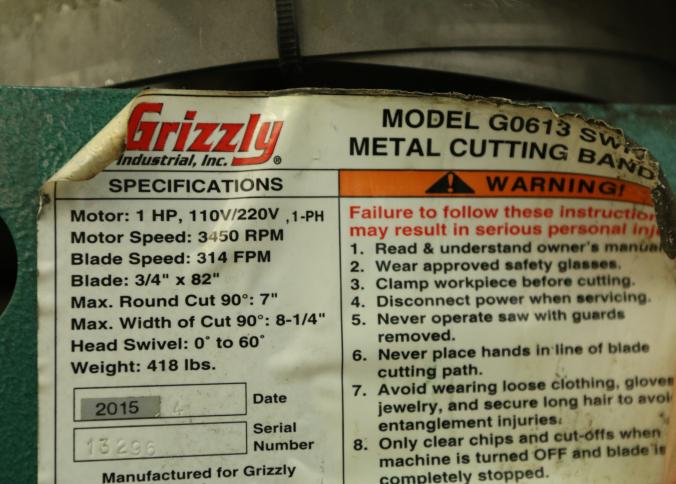 Grizzly
Industrial, Inc. ®
MODEL G0613
METAL CUTTING
SPECIFICATIONS
Motor: 1 HP, 110V/220V ,1-PH
Motor Speed: 3450 RPM
Blade Speed: 314 FPM
Blade: 3/4" x 82"
Max. Round Cut 90°: 7"
Max. Width of Cut 90°: 8-1/4"
Head Swivel: 0° to 60°
Weight: 418 lbs.
2015 4
Date
13296
Serial
Number
Manufactured for Grizzly
WARNING!
Failure to follow these
may result in serious personal
1. Read & understand owner's
2. Wear approved safety glasses.
3. Clamp workpiece before cutting.
4. Disconnect power when servicing.
5. Never operate saw with guards
removed.
6. Never place hands in line of blade
cutting path.
7. Avoid wearing loose clothing,
jewelry, and secure long hair to
entanglement injuries.
8. Only clear chips and cut-offs when
machine is turned OFF and blade is
completely stopped.